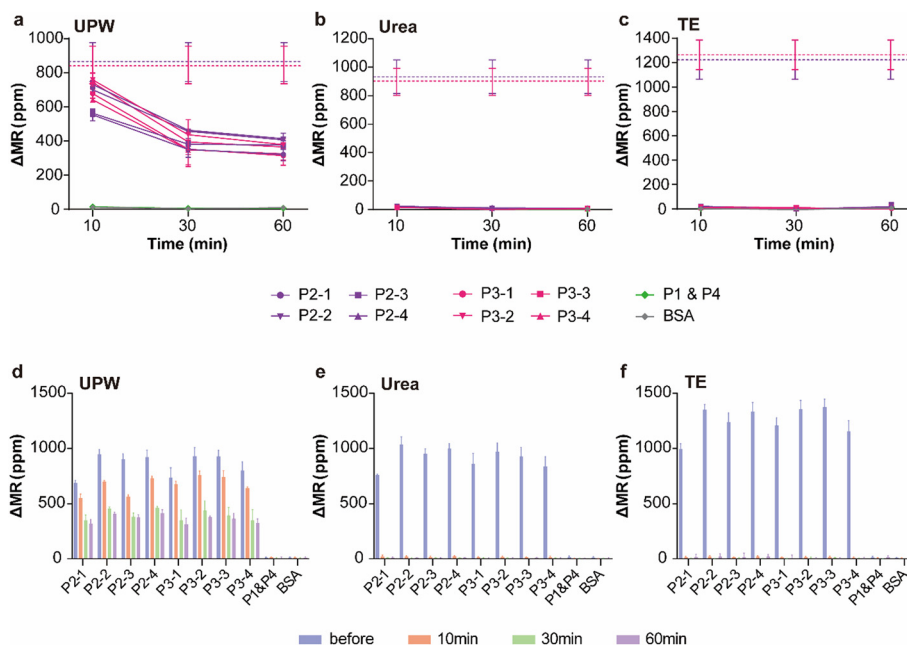 a UPW
b Urea
c TE
1000
800
600
400
200
0
ΔMR (ppm)
10 30 60
Time (min)
1200
1000
800
600
400
200
0
ΔMR (ppm)
10 30 60
Time (min)
1400
1200
1000
800
600
400
200
0
ΔMR (ppm)
10 30 60
Time (min)
P2-1 P2-3 P3-1 P3-3 P1 & P4
P2-2 P2-4 P3-2 P3-4 BSA
d UPW
e Urea
f TE
1500
1000
500
0
ΔMR (ppm)
P2-1 P2-2 P2-3 P2-4 P3-1 P3-2 P3-3 P3-4 P1&P4 BSA
1500
1000
500
0
ΔMR (ppm)
P2-1 P2-2 P2-3 P2-4 P3-1 P3-2 P3-3 P3-4 P1&P4 BSA
1500
1000
500
0
ΔMR (ppm)
P2-1 P2-2 P2-3 P2-4 P3-1 P3-2 P3-3 P3-4 P1&P4 BSA
before 10min 30min 60min